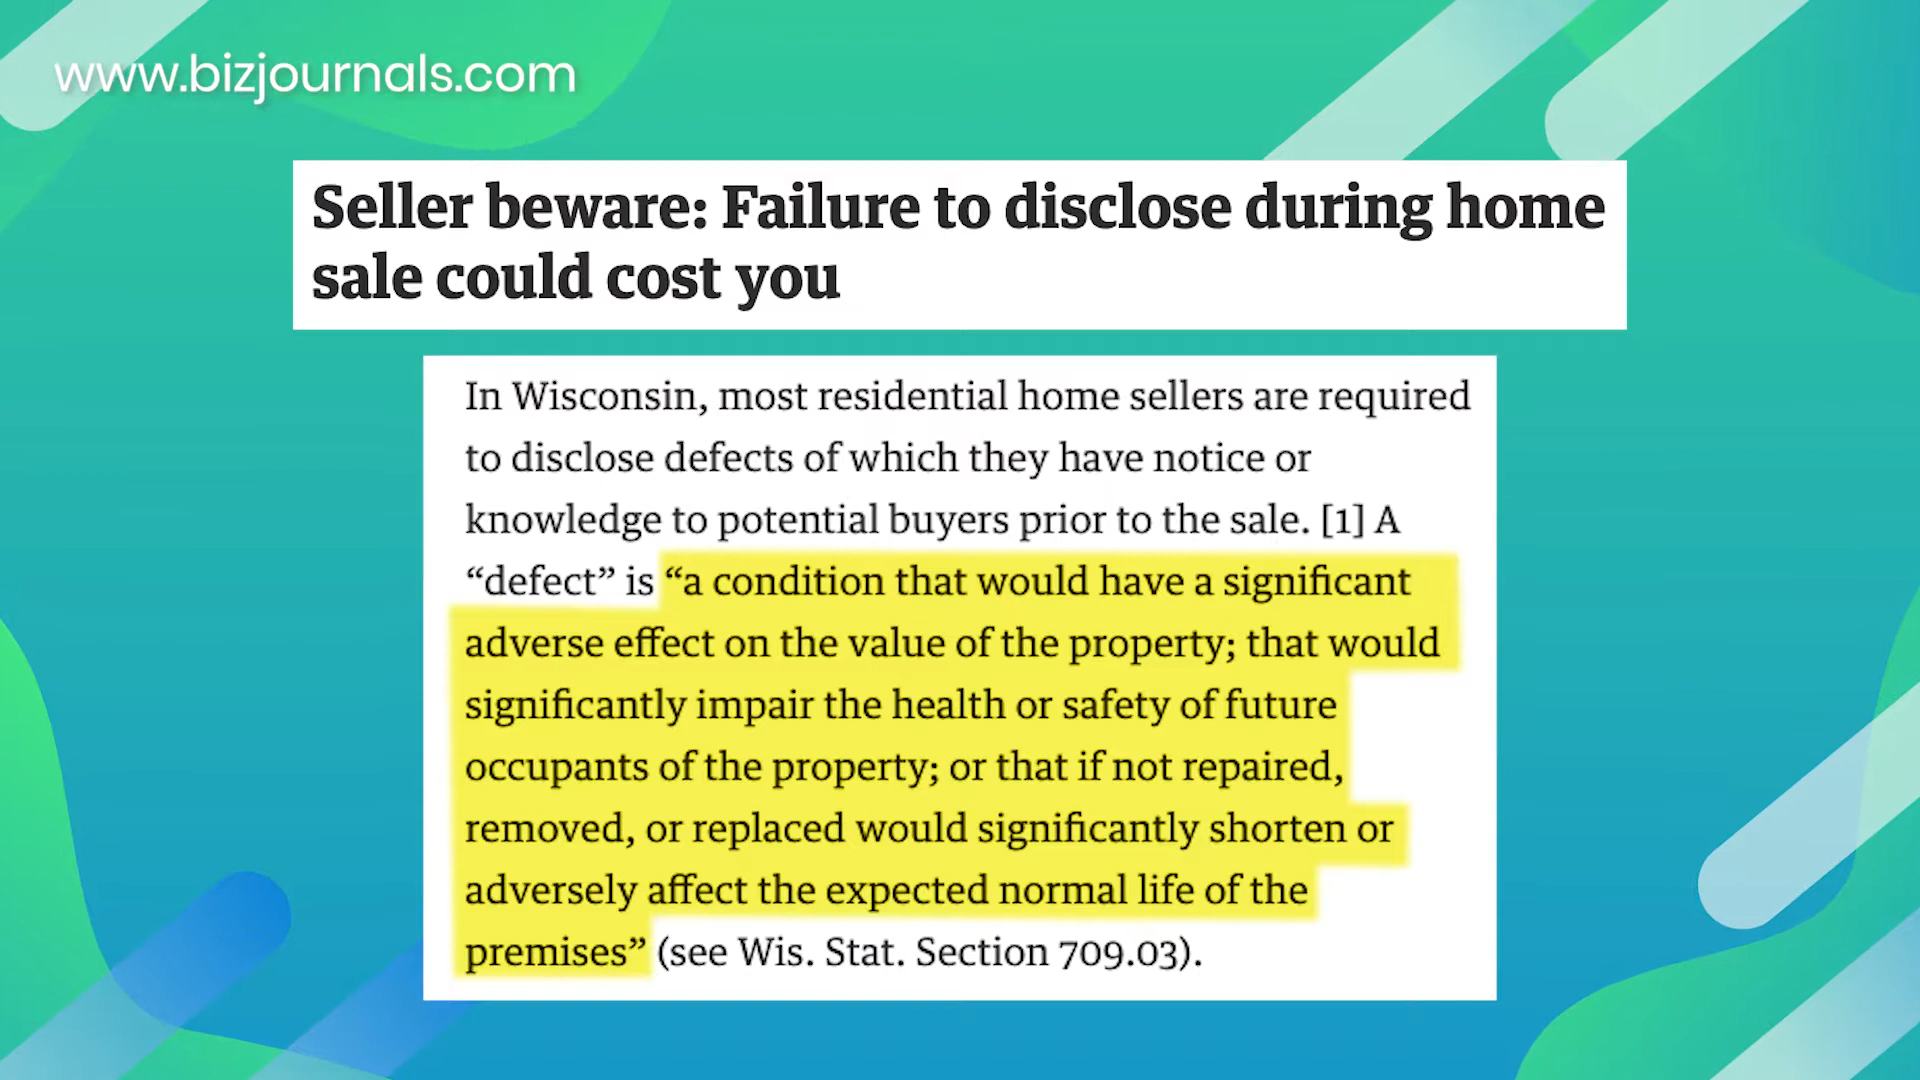 www.bizjournals.com
Seller beware: Failure to disclose during home
sale could cost you
In Wisconsin, most residential home sellers are required
to disclose defects of which they have notice or
knowledge to potential buyers prior to the sale. [1] A
“defect” is “a condition that would have a significant
adverse effect on the value of the property; that would
significantly impair the health or safety of future
occupants of the property; or that if not repaired,
removed, or replaced would significantly shorten or
adversely affect the expected normal life of the
premises” (see Wis. Stat. Section 709.03).